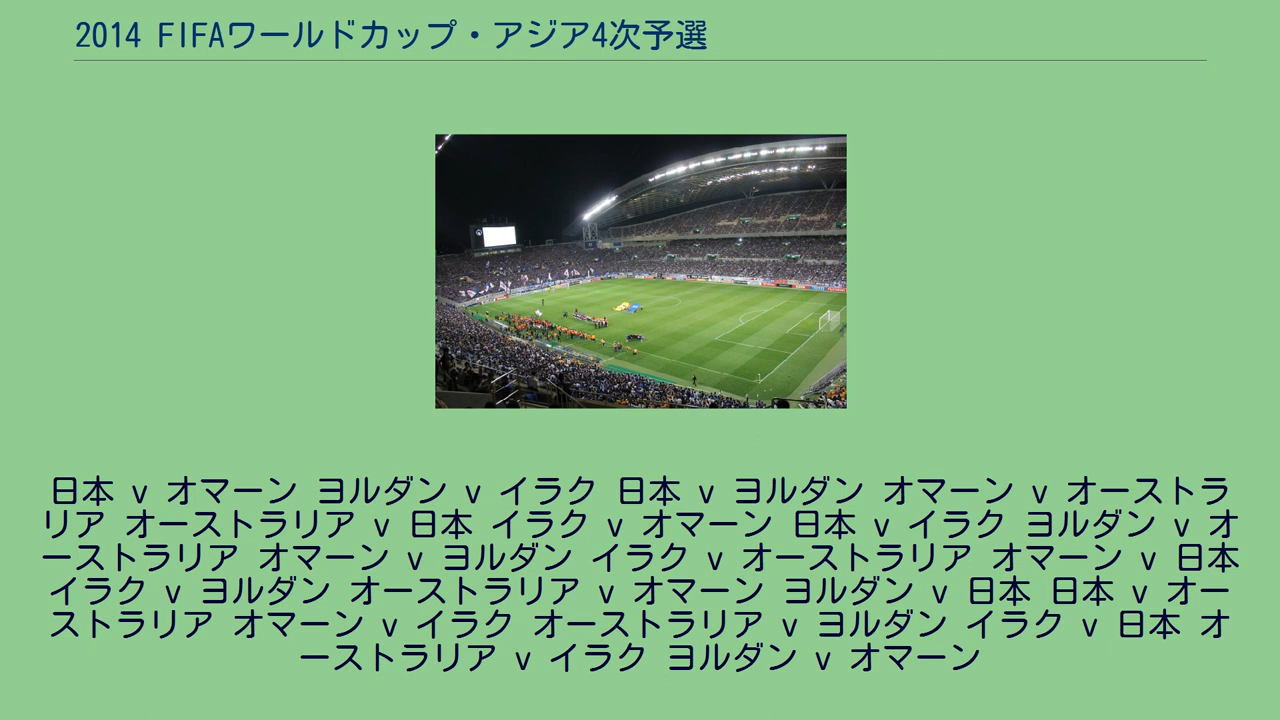 2014 FIFAワールドカップ・アジア4次予選
日本 v オマーン ヨルダン v イラク 日本 v ヨルダン オマーン v オーストラ
リア オーストラリア v 日本 イラク v オマーン 日本 v イラク ヨルダン v オ
ーストラリア オマーン v ヨルダン イラク v オーストラリア オマーン v 日本
イラク v ヨルダン オーストラリア v オマーン ヨルダン v 日本 日本 v オー
ストラリア オマーン v イラク オーストラリア v ヨルダン イラク v 日本 オ
ーストラリア v イラク ヨルダン v オマーン